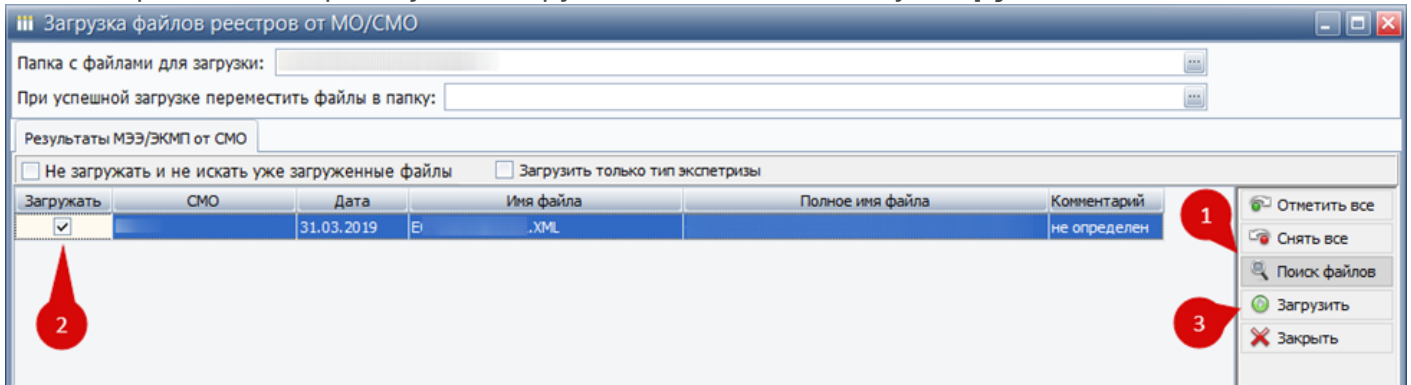 Загрузка файлов реестров от МО/СМО
Папка с файлами для загрузки:
При успешной загрузке переместить файлы в папку:
Результаты МЭЭ/ЭКМП от СМО
Не загружать и не искать уже загруженные файлы Загрузить только тип экспетризы
Загружать СМО Дата Имя файла Полное имя файла Комментарий
31.03.2019 .XML не определен
1
2
3
Отметить все
Снять все
Поиск файлов
Загрузить
Закрыть